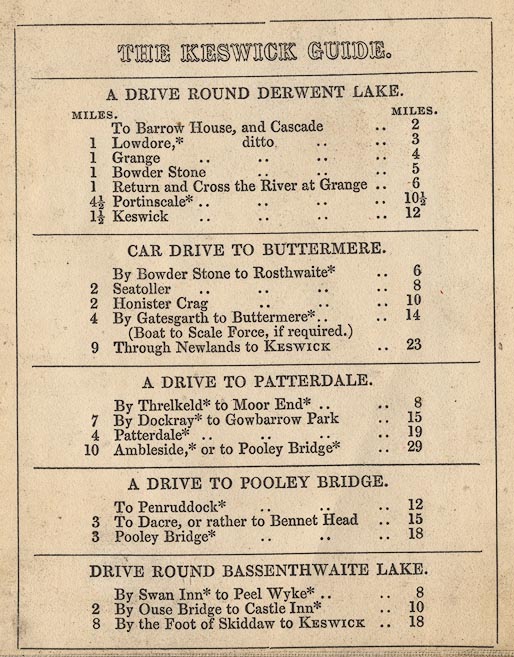 THE KESWICK GUIDE.
A DRIVE ROUND DERWENT LAKE.
MILES. MILES.
To Barrow House, and Cascade .. 2
1 Lowdore,* ditto .. .. 3
1 Grange .. .. .. .. 4
1 Bowder Stone .. .. .. 5
1 Return and Cross the River at Grange .. 6
4½ Portinscale* .. .. .. .. 10½
1½ Keswick .. .. .. .. 12
CAR DRIVE TO BUTTERMERE.
By Bowder Stone to Rosthwaite* .. 6
2 Seatoller .. .. .. .. 8
2 Honister Crag .. .. .. 10
4 By Gatesgarth to Buttermere* .. .. 14
(Boat to Scale Force, if required.)
9 Through Newlands to KESWICK .. 23
A DRIVE TO PATTERDALE.
By Threlkeld* to Moor End* .. .. 8
7 By Dockray* to Gowbarrow Park .. 15
4 Patterdale* .. .. .. .. 19
10 Ambleside,* or to Pooley Bridge* .. 29
A DRIVE TO POOLEY BRIDGE.
To Penruddock* .. .. .. 12
3 To Dacre, or rather to Bennet Head .. 15
3 Pooley Bridge* .. .. .. 18
DRIVE ROUND BASSENTHWAITE LAKE.
By Swan Inn* to Peel Wyke* .. .. 8
2 By Ouse Bridge to Castle Inn* .. 10
8 By the Foot of Skiddaw to KESWICK .. 18